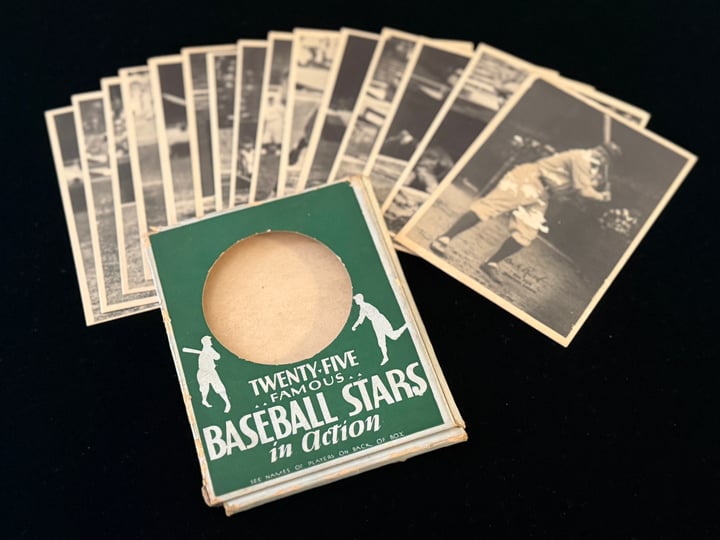 TWENTY-FIVE
..FAMOUS..
BASEBALL STARS
in action
SEE NAMES OF PLAYERS ON BACK OF BOX